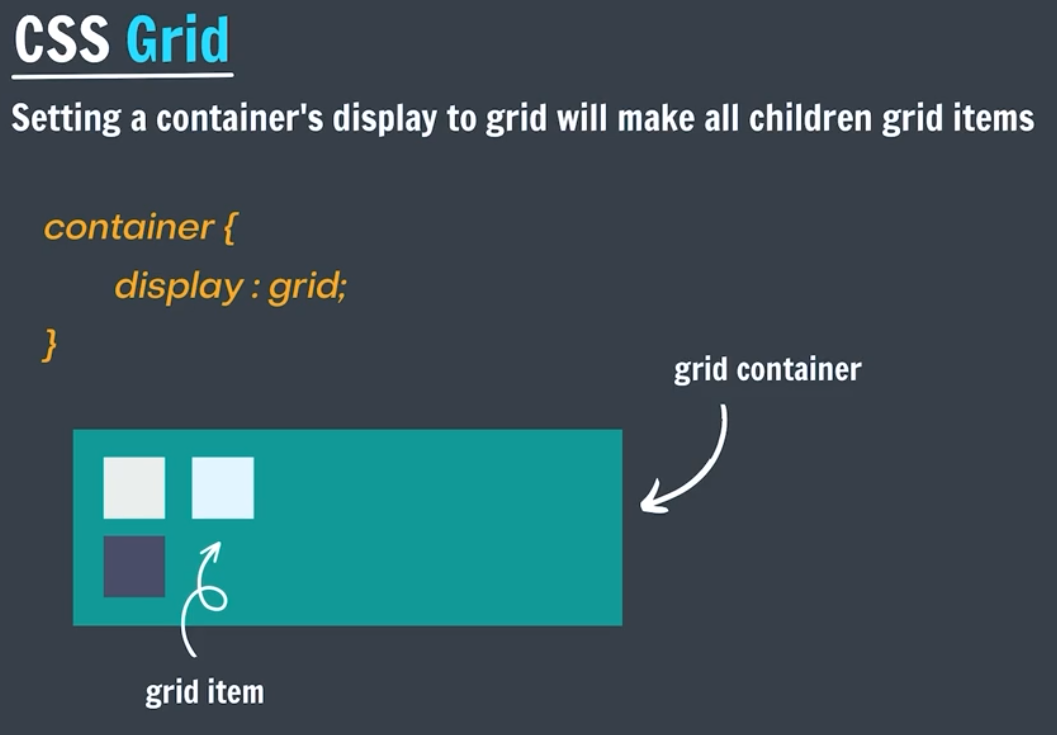 CSS Grid
Setting a container's display to grid will make all children grid items
container {
display : grid;
}
grid container
grid item